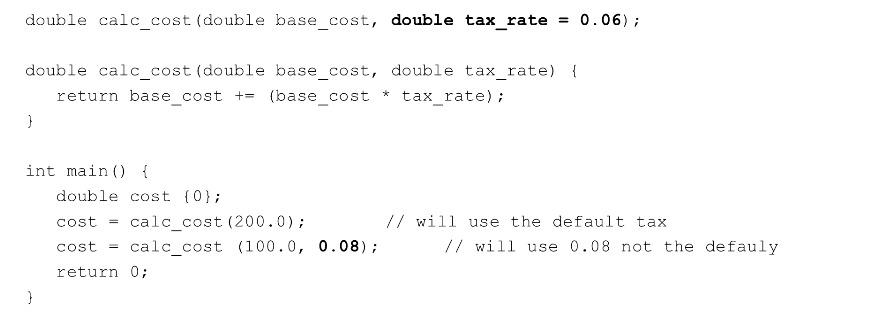 double calc_cost(double base_cost, double tax_rate = 0.06);
double calc_cost(double base_cost, double tax_rate) {
return base_cost += (base_cost * tax_rate);
}
int main() {
double cost {0};
cost = calc_cost(200.0); // will use the default tax
cost = calc_cost (100.0, 0.08); // will use 0.08 not the defauly
return 0;
}